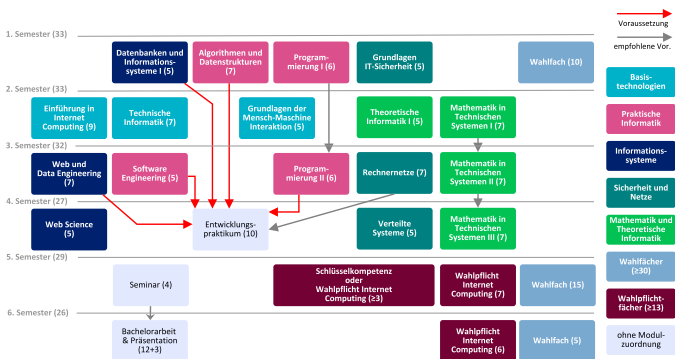 Voraussetzung
empfohlene Vor.
1. Semester (33)
Datenbanken und
Informations-
systeme I (5)
Algorithmen und
Datenstrukturen
(7)
Program-
mierung I (6)
Grundlagen
IT-Sicherheit (5)
Wahlfach (10)
2. Semester (33)
Einführung in
Internet
Computing (9)
Technische
Informatik (7)
Grundlagen der
Mensch-Maschine
Interaktion (5)
Theoretische
Informatik I (5)
Mathematik in
Technischen
Systemen I (7)
3. Semester (32)
Web und
Data Engineering
(7)
Software
Engineering (5)
Program-
mierung II (6)
Rechnernetze (7)
Mathematik in
Technischen
Systemen II (7)
4. Semester (27)
Web Science
(5)
Entwicklungs-
praktikum (10)
Verteilte
Systeme (5)
Mathematik in
Technischen
Systemen III (7)
5. Semester (29)
Seminar (4)
Schlüsselkompetenz
oder
Wahlpflicht Internet
Computing (≥3)
Wahlpflicht
Internet
Computing (7)
Wahlfach (15)
6. Semester (26)
Bachelorarbeit
& Präsentation
(12+3)
Wahlpflicht
Internet
Computing (6)
Wahlfach (5)
Basis-
technologien
Praktische
Informatik
Informations-
systeme
Sicherheit und
Netze
Mathematik und
Theoretische
Informatik
Wahlfächer
(≥30)
Wahlpflicht-
fächer (≥13)
ohne Modul-
zuordnung